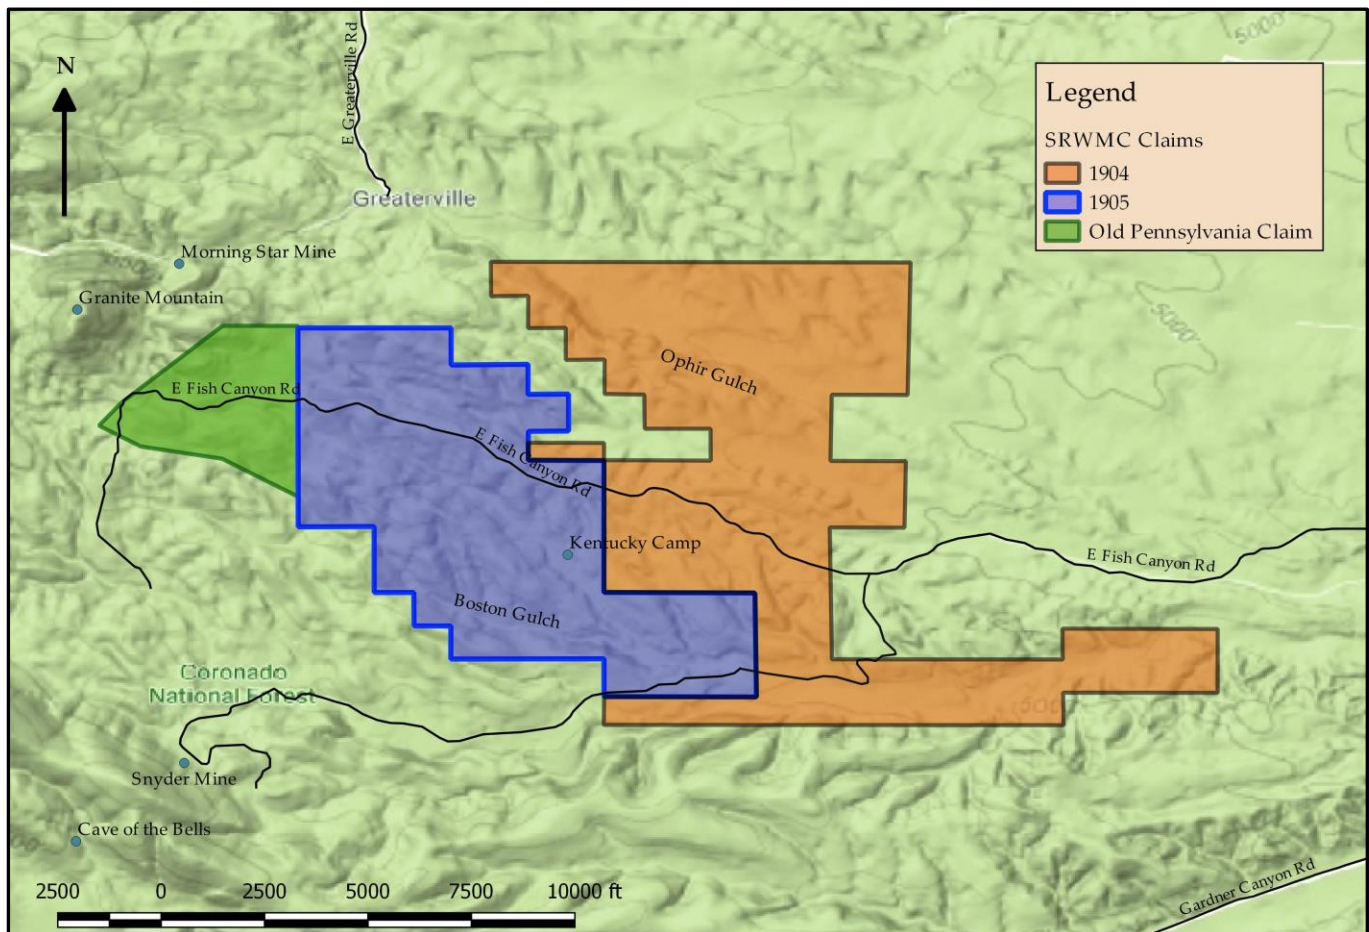 5000'
N
E Greaterville Rd
Legend
SRWMC Claims
1904
1905
Old Pennsylvania Claim
Greaterville
Morning Star Mine
Granite Mountain
5000'
Ophir Gulch
E Fish Canyon Rd
E Fish Canyon Rd
Kentucky Camp
E Fish Canyon Rd
Boston Gulch
Coronado
National Forest
Snyder Mine
Cave of the Bells
Gardner Canyon Rd
2500 0 2500 5000 7500 10000 ft